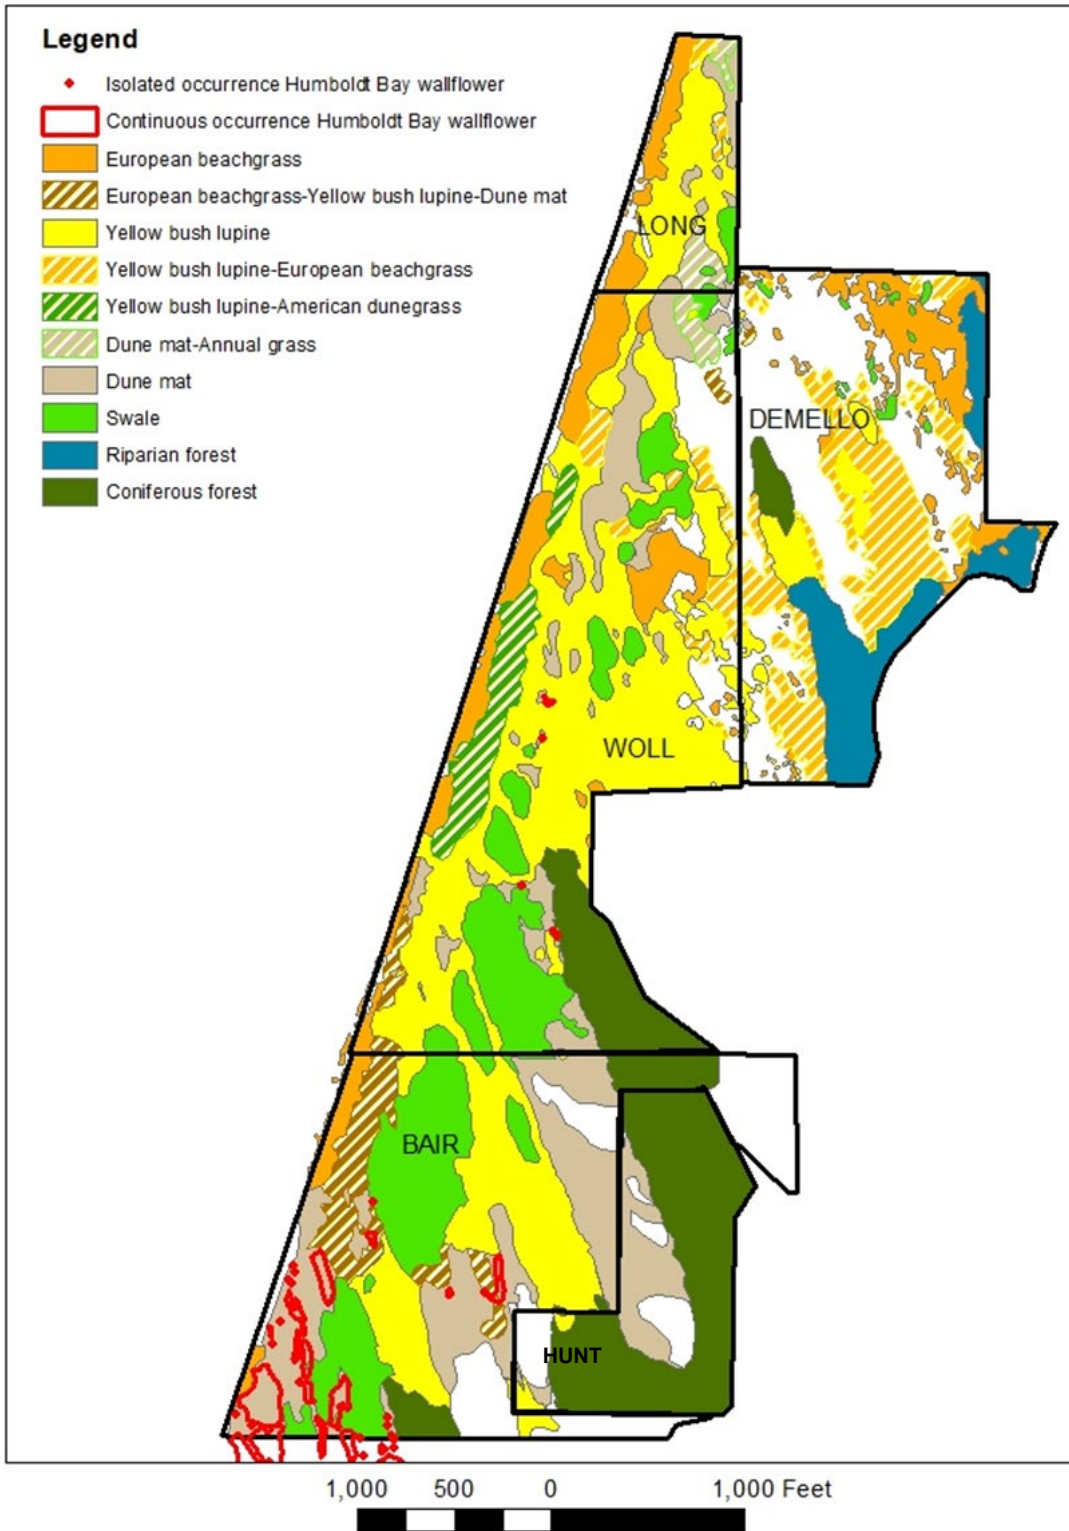 Legend
Isolated occurrence Humboldt Bay wallflower
Continuous occurrence Humboldt Bay wallflower
European beachgrass
European beachgrass-Yellow bush lupine-Dune mat
Yellow bush lupine
Yellow bush lupine-European beachgrass
Yellow bush lupine-American dunegrass
Dune mat-Annual grass
Dune mat
Swale
Riparian forest
Coniferous forest
LONG
DEMELLO
WOLL
BAIR
HUNT
1,000 500 0 1,000 Feet